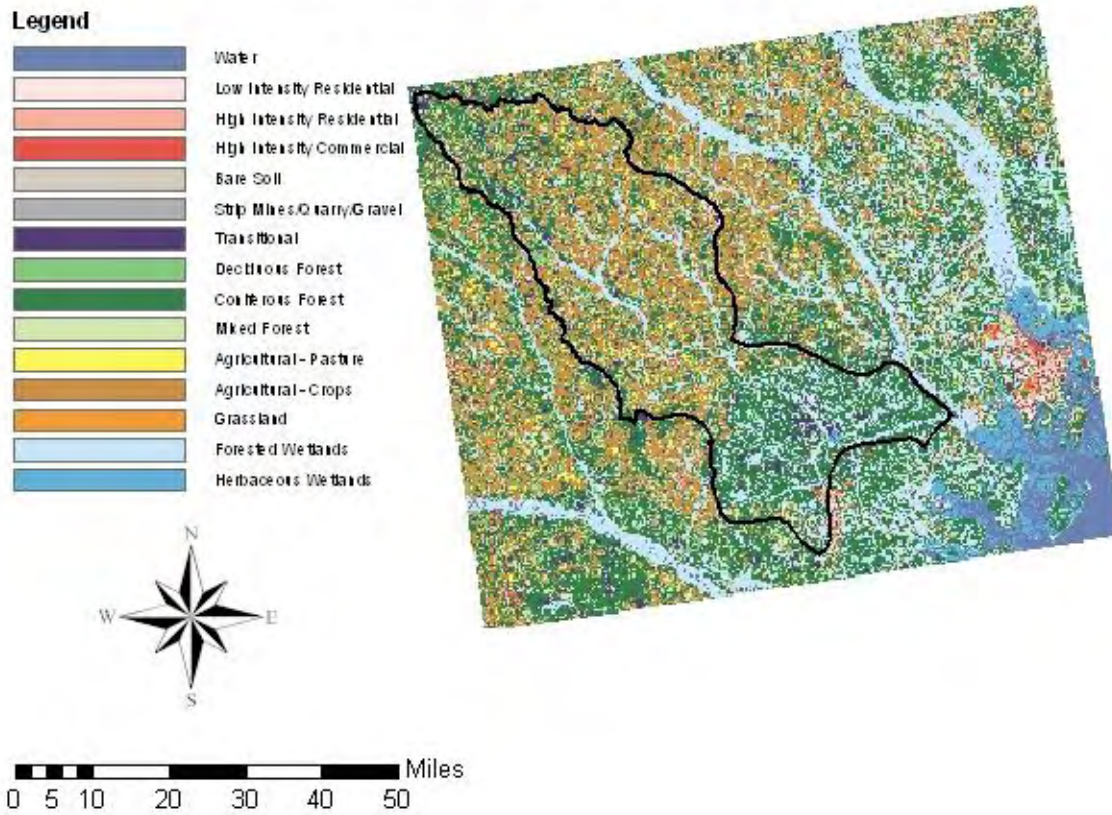 Legend
Water
Low Intensity Residential
High Intensity Residential
High Intensity Commercial
Bare Soil
Strip Mines/Quarry/Gravel
Transitional
Deciduous Forest
Coniferous Forest
Mixed Forest
Agricultural - Pasture
Agricultural - Crops
Grassland
Forested Wetlands
Herbaceous Wetlands
N
W E
S
Miles
0 5 10 20 30 40 50